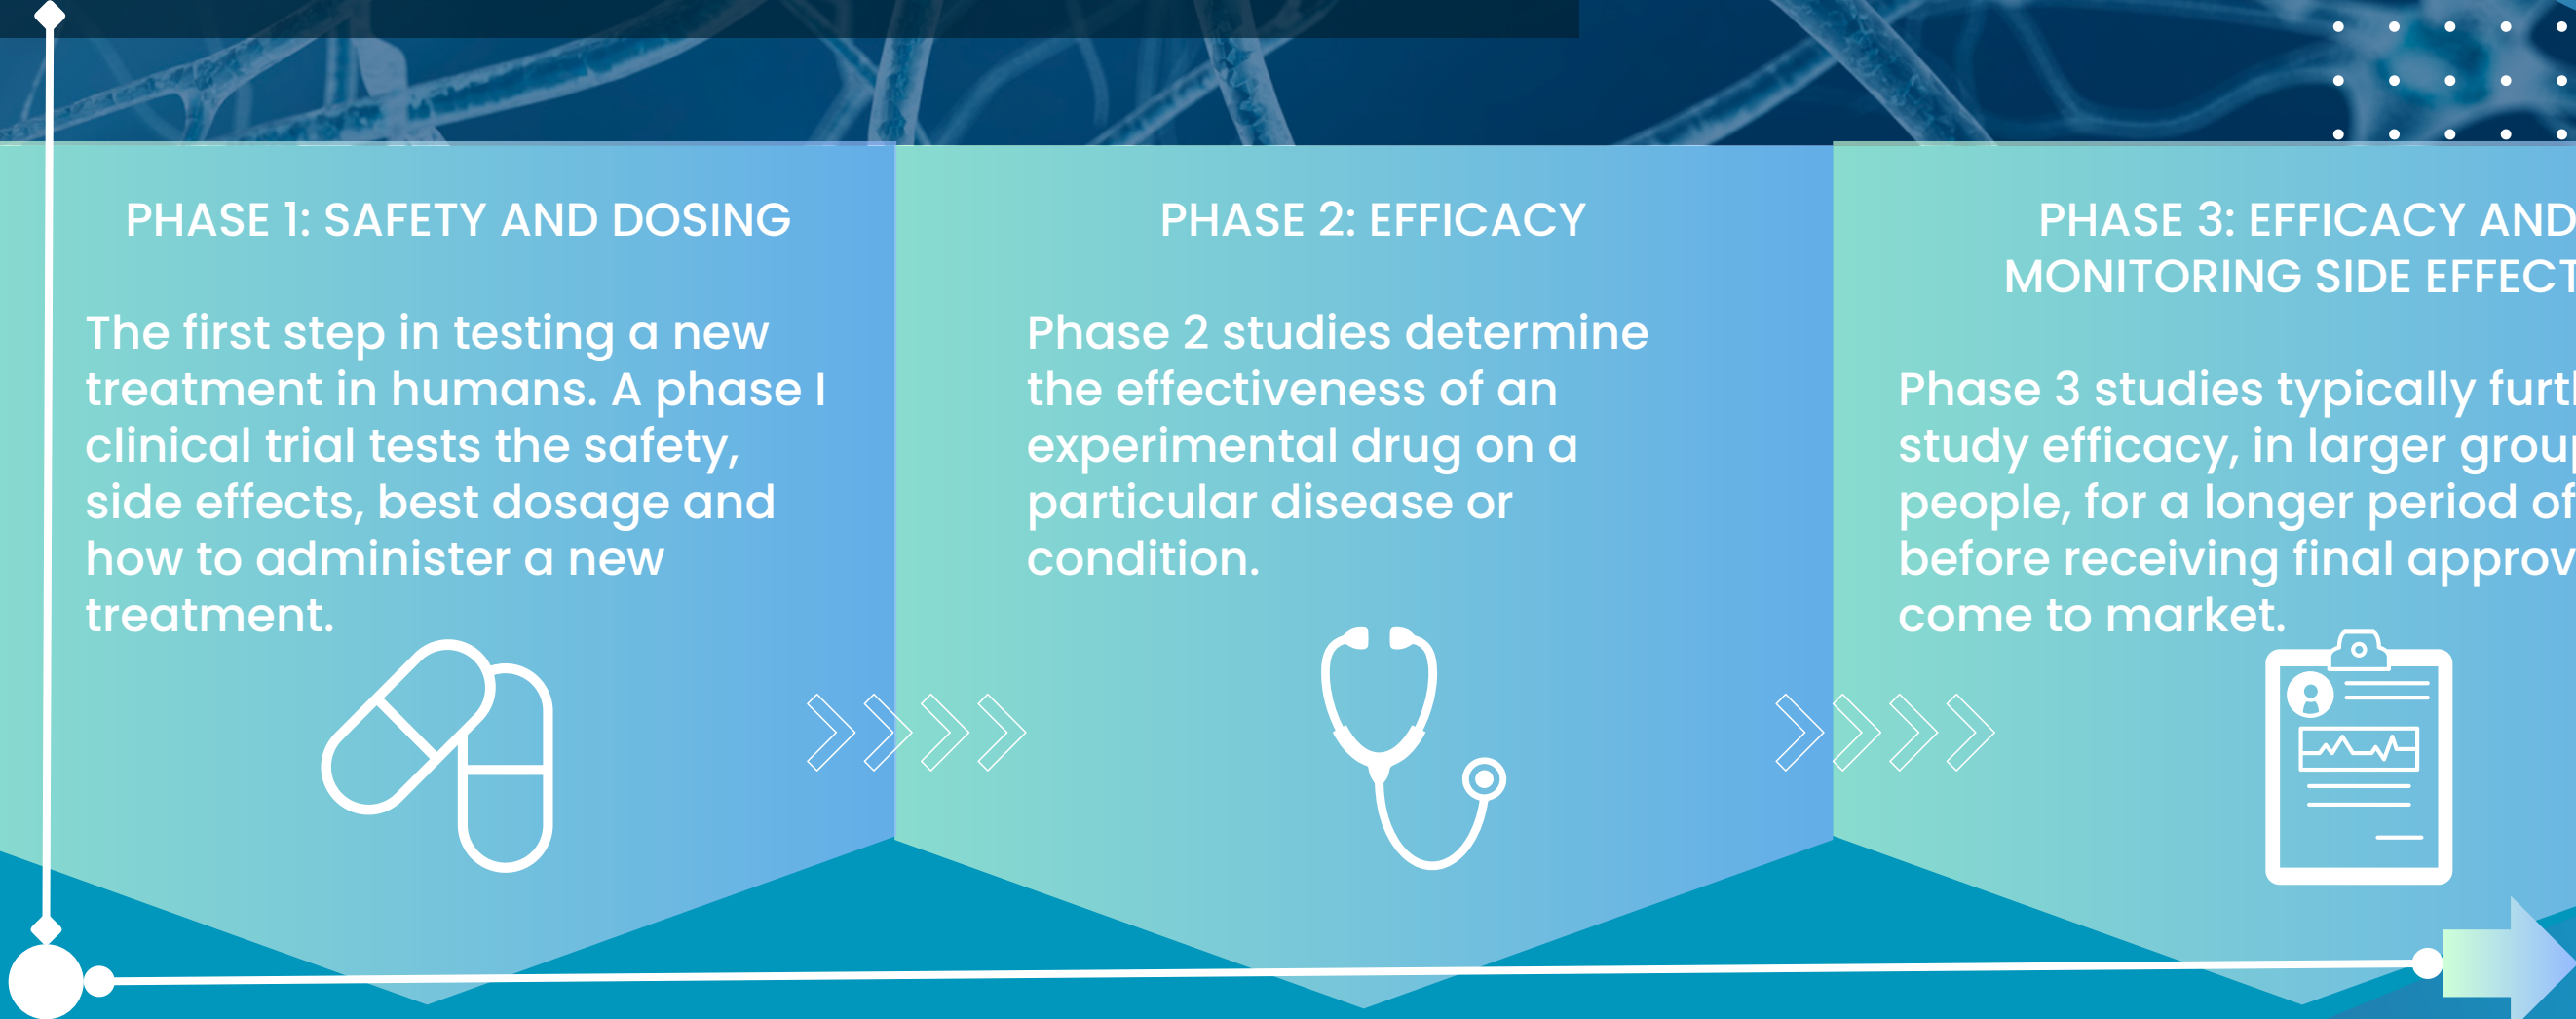 PHASE 1: SAFETY AND DOSING
The first step in testing a new
treatment in humans. A phase I
clinical trial tests the safety,
side effects, best dosage and
how to administer a new
treatment.
PHASE 2: EFFICACY
Phase 2 studies determine
the effectiveness of an
experimental drug on a
particular disease or
condition.
PHASE 3: EFFICACY AND
MONITORING SIDE
Phase 3 studies typically
study efficacy, in larger
people, for a longer period of
before receiving final
come to market.